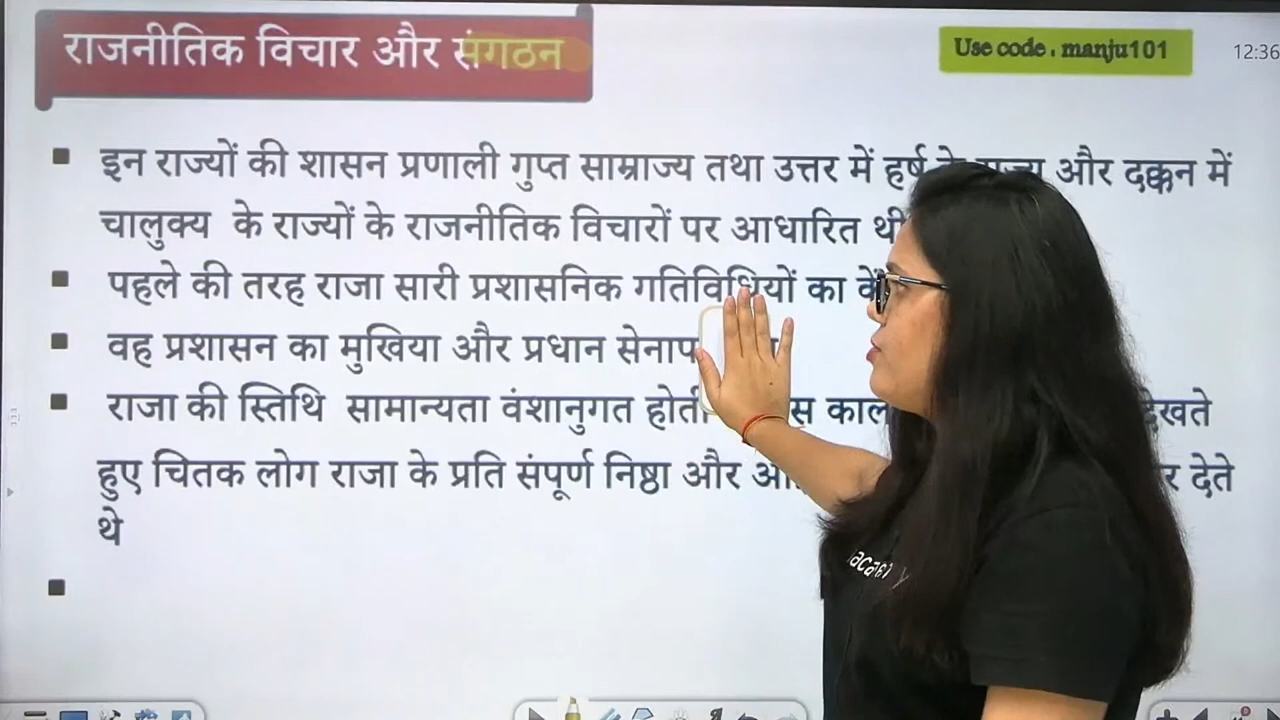 राजनीतिक विचार और संगठन
Use code . manju101
12:36
इन राज्यों की शासन प्रणाली गुप्त साम्राज्य तथा उत्तर में हर्ष के राज्य और दक्कन में
चालुक्य के राज्यों के राजनीतिक विचारों पर आधारित थी
पहले की तरह राजा सारी प्रशासनिक गतिविधियों का
वह प्रशासन का मुखिया और प्रधान
राजा की स्तिथि सामान्यता वंशानुगत होती काल देखते
हुए चितक लोग राजा के प्रति संपूर्ण निष्ठा और देते
थे